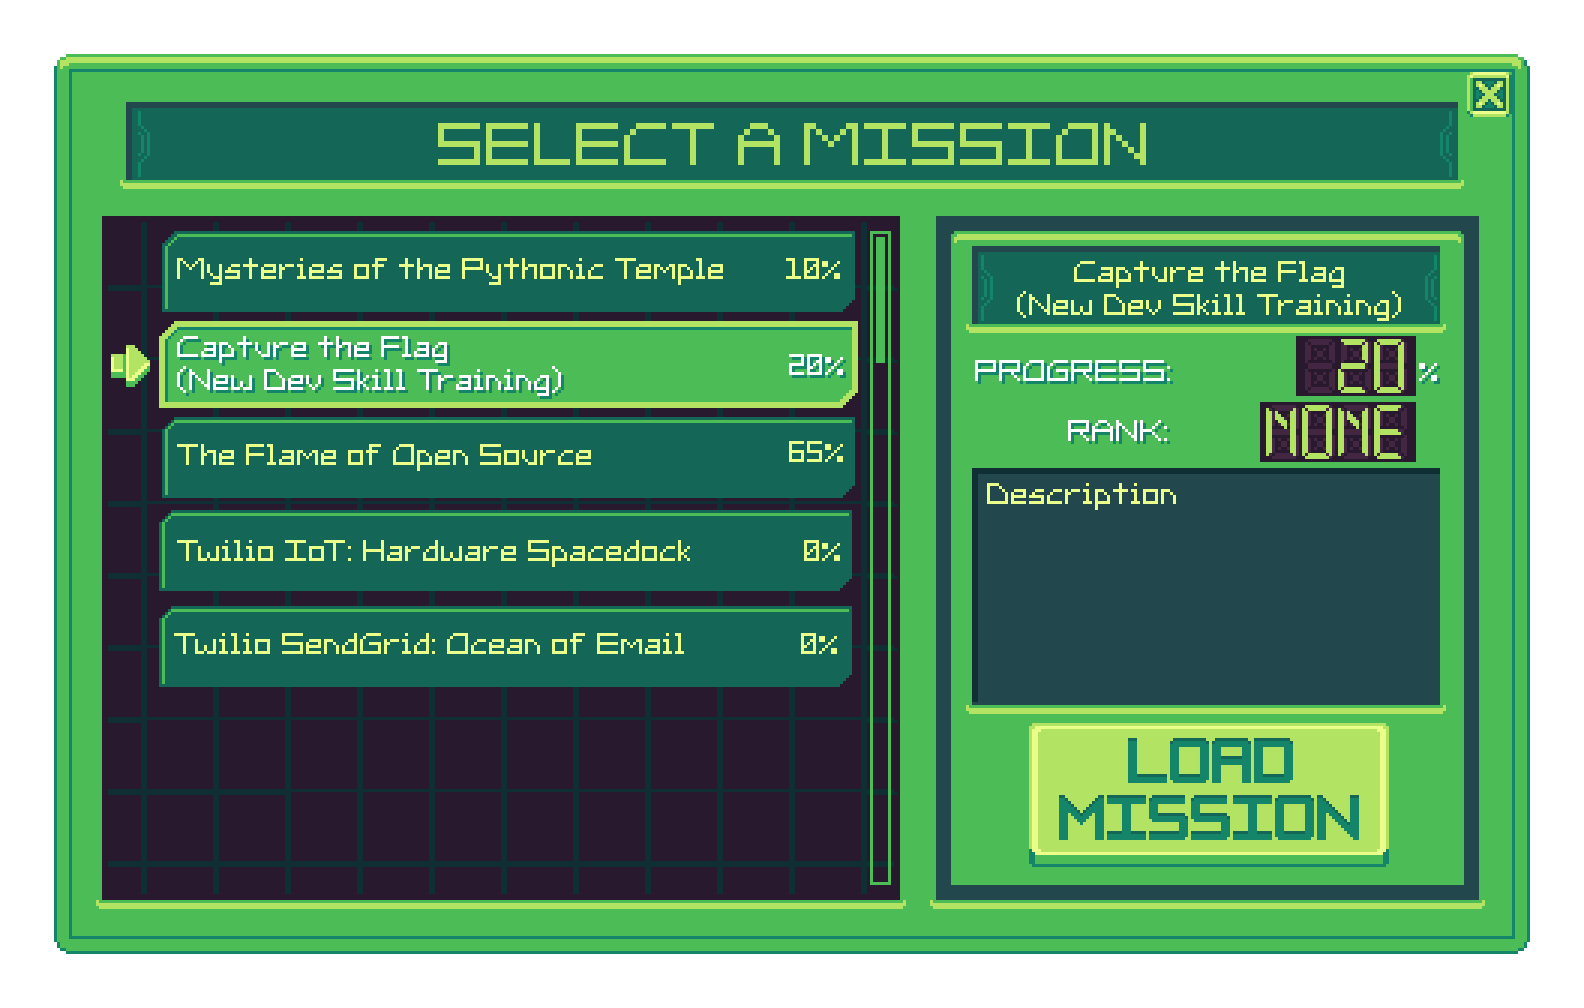 SELECT A MISSION
Mysteries of the Pythonic Temple 10%
Capture the Flag
(New Dev Skill Training) 20%
The Flame of Open Source 65%
Twilio IoT: Hardware Spacedock 0%
Twilio SendGrid: Ocean of Email 0%
Capture the Flag
(New Dev Skill Training)
PROGRESS: 20 %
RANK: NONE
Description
LOAD
MISSION